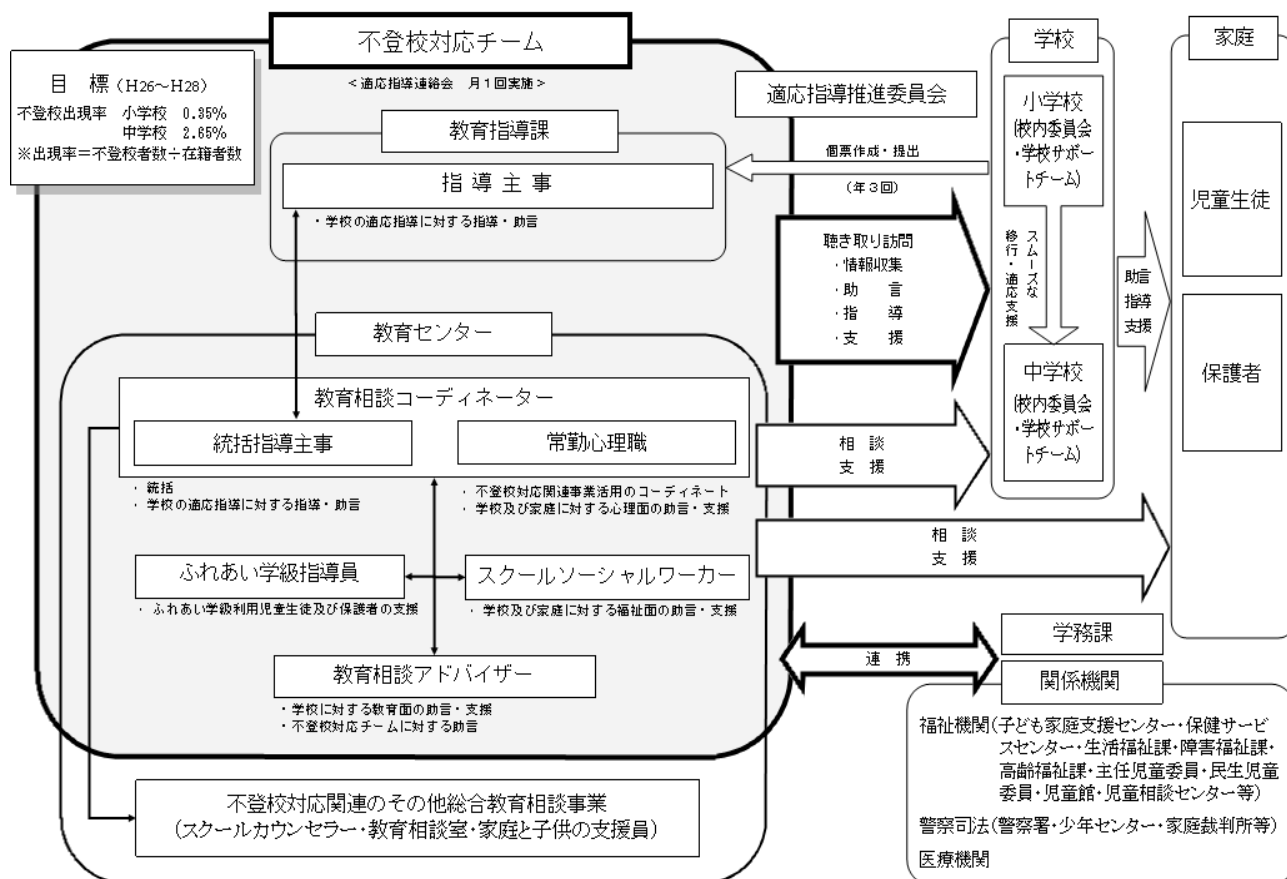 不登校対応チーム
<適応指導連絡会　月1回実施>
目　標（H26～H28）
不登校出現率　小学校　0.35%
中学校　2.65%
※出現率＝不登校者数÷在籍者数
教育指導課
指 導 主 事
・学校の適応指導に対する指導・助言
教育センター
教育相談コーディネーター
統括指導主事
常勤心理職
・統括
・学校の適応指導に対する指導・助言
・不登校対応関連事業活用のコーディネート
・学校及び家庭に対する心理面の助言・支援
ふれあい学級指導員
・ふれあい学級利用児童生徒及び保護者の支援
スクールソーシャルワーカー
・学校及び家庭に対する福祉面の助言・支援
教育相談アドバイザー
・学校に対する教育面の助言・支援
・不登校対応チームに対する助言
不登校対応関連のその他総合教育相談事業
(スクールカウンセラー・教育相談室・家庭と子供の支援員)
適応指導推進委員会
個票作成・提出
(年3回)
聴き取り訪問
・情報収集
・助　言
・指　導
・支　援
相　談
支　援
相　談
支　援
連　携
学校
小学校
(校内委員会
・学校サポー
トチーム)
スムーズな
移行・適応支援
中学校
(校内委員会
・学校サポー
トチーム)
助言
指導
支援
家庭
児童生徒
保護者
学務課
関係機関
福祉機関(子ども家庭支援センター・保健サービ
スセンター・生活福祉課・障害福祉課・
高齢福祉課・主任児童委員・民生児童
委員・児童館・児童相談センター等)
警察司法(警察署・少年センター・家庭裁判所等)
医療機関